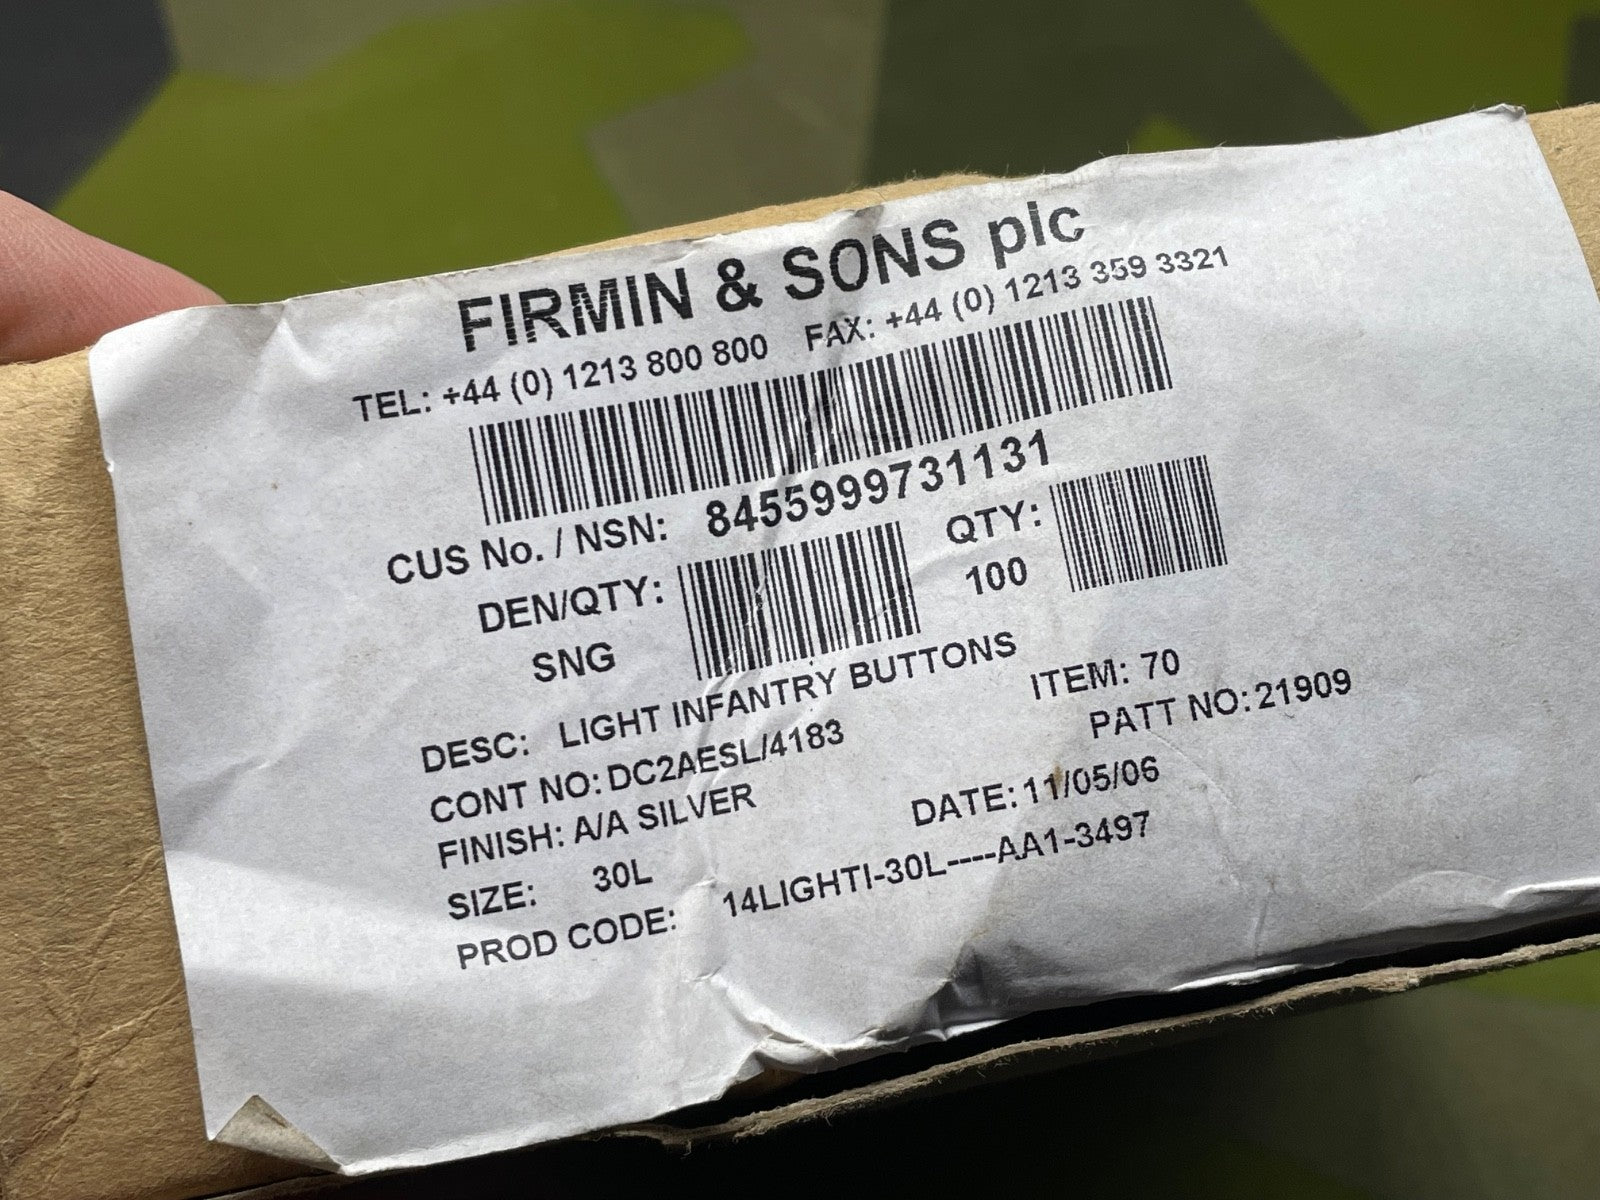 FIRMIN & SONS plc
TEL: +44 (0) 1213 800 800 FAX: +44 (0) 1213 359 3321
CUS No. / NSN: 8455999731131
DEN/QTY: QTY:
SNG 100
DESC: LIGHT INFANTRY BUTTONS
CONT NO: DC2AESL/4183 ITEM: 70
FINISH: A/A SILVER PATT NO: 21909
SIZE: 30L DATE: 11/05/06
PROD CODE: 14LIGHTI-30L----AA1-3497